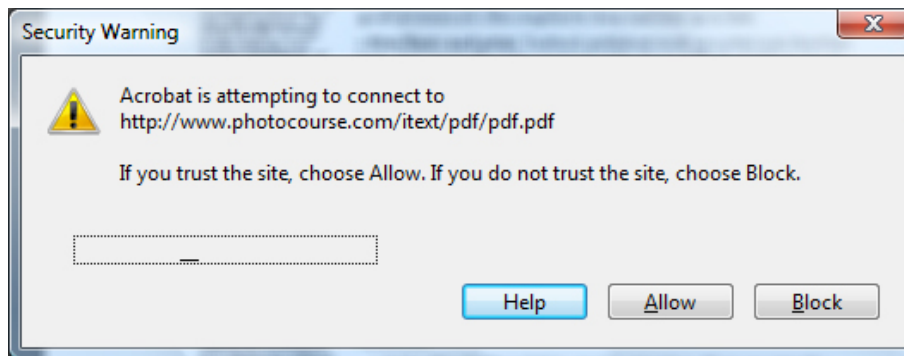 Security Warning
Acrobat is attempting to connect to
http://www.photocourse.com/itext/pdf/pdf.pdf
If you trust the site, choose Allow. If you do not trust the site, choose Block.
Help
Allow
Block